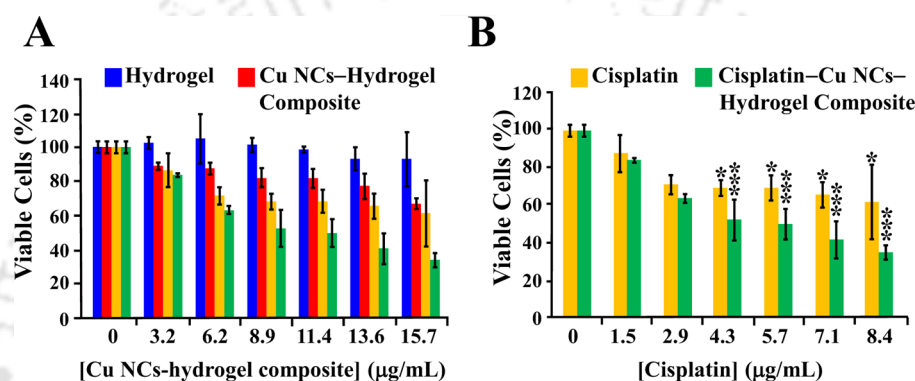 A
B
Hydrogel Cu NCs–Hydrogel Composite
Cisplatin Cisplatin–Cu NCs–Hydrogel Composite
Viable Cells (%)
140
120
100
80
60
40
20
0
0 3.2 6.2 8.9 11.4 13.6 15.7
[Cu NCs-hydrogel composite] (µg/mL)
Viable Cells (%)
120
100
80
60
40
20
0
* *** * *** * *** * ***
0 1.5 2.9 4.3 5.7 7.1 8.4
[Cisplatin] (µg/mL)